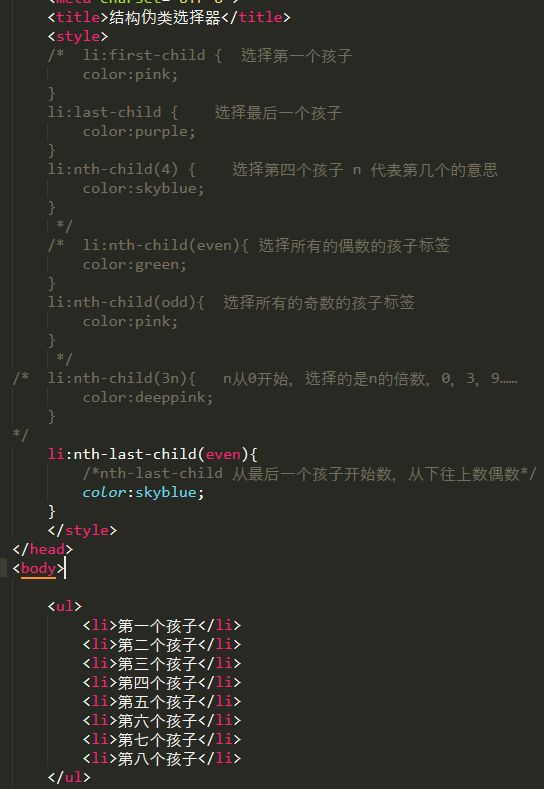 <meta charset="UTF-8">
<title>结构伪类选择器</title>
<style>
/*  li:first-child {  选择第一个孩子
color:pink;
}
li:last-child {    选择最后一个孩子
color:purple;
}
li:nth-child(4) {    选择第四个孩子 n 代表第几个的意思
color:skyblue;
}
*/
/*  li:nth-child(even){ 选择所有的偶数的孩子标签
color:green;
}
li:nth-child(odd){  选择所有的奇数的孩子标签
color:pink;
}
*/
/*  li:nth-child(3n){   n从0开始，选择的是n的倍数，0，3，9……
color:deeppink;
}
*/
li:nth-last-child(even){
/*nth-last-child 从最后一个孩子开始数，从下往上数偶数*/
color:skyblue;
}
</style>
</head>
<body>
<ul>
<li>第一个孩子</li>
<li>第二个孩子</li>
<li>第三个孩子</li>
<li>第四个孩子</li>
<li>第五个孩子</li>
<li>第六个孩子</li>
<li>第七个孩子</li>
<li>第八个孩子</li>
</ul>